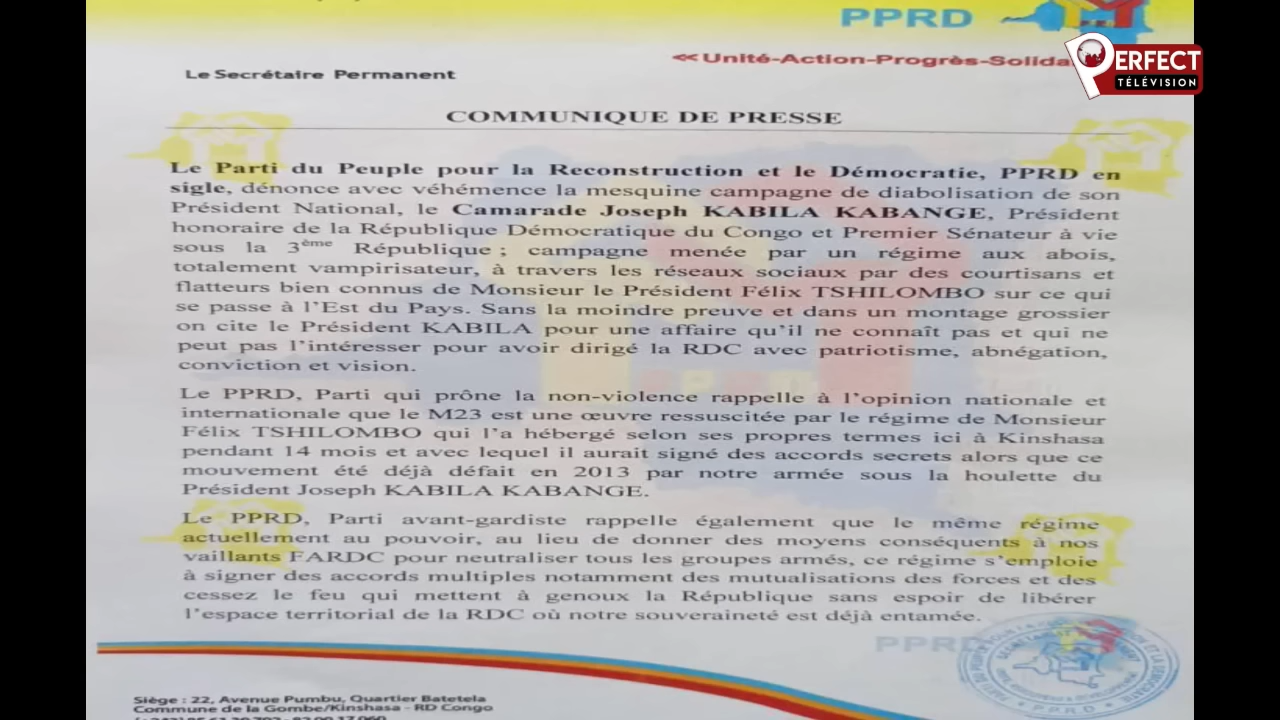 PPRD
<<Unité-Action-Progrès-Solida
PERFECT
TÉLÉVISION
Le Secrétaire Permanent
COMMUNIQUE DE PRESSE
Le Parti du Peuple pour la Reconstruction et le Démocratie, PPRD en
sigle, dénonce avec véhémence la mesquine campagne de diabolisation de son
Président National, le Camarade Joseph KABILA KABANGE, Président
honoraire de la République Démocratique du Congo et Premier Sénateur à vie
sous la 3ème République ; campagne menée par un régime aux abois,
totalement vampirisateur, à travers les réseaux sociaux par des courtisans et
flatteurs bien connus de Monsieur le Président Félix TSHILOMBO sur ce qui
se passe à l'Est du Pays. Sans la moindre preuve et dans un montage grossier
on cite le Président KABILA pour une affaire qu'il ne connaît pas et qui ne
peut pas l'intéresser pour avoir dirigé la RDC avec patriotisme, abnégation,
conviction et vision.
Le PPRD, Parti qui prône la non-violence rappelle à l'opinion nationale et
internationale que le M23 est une œuvre ressuscitée par le régime de Monsieur
Félix TSHILOMBO qui l'a hébergé selon ses propres termes ici à Kinshasa
pendant 14 mois et avec lequel il aurait signé des accords secrets alors que ce
mouvement été déjà défait en 2013 par notre armée sous la houlette du
Président Joseph KABILA KABANGE.
Le PPRD, Parti avant-gardiste rappelle également que le même régime
actuellement au pouvoir, au lieu de donner des moyens conséquents à nos
vaillants FARDC pour neutraliser tous les groupes armés, ce régime s'emploie
à signer des accords multiples notamment des mutualisations des forces et des
cessez le feu qui mettent à genoux la République sans espoir de libérer
l'espace territorial de la RDC où notre souveraineté est déjà entamée.
PPRD
PPRD
Siège : 22, Avenue Pumbu, Quartier Batetela
Commune de la Gombe/Kinshasa - RD Congo